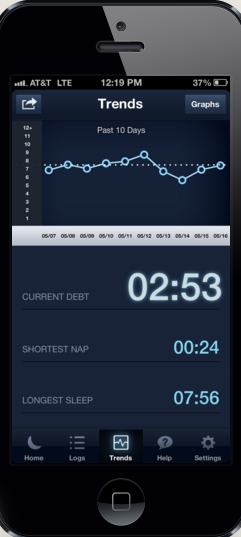 AT&T LTE 12:19 PM 37%
Trends Graphs
Past 10 Days
12+
11
10
9
8
7
6
5
4
3
2
1
05/07 05/08 05/09 05/10 05/11 05/12 05/13 05/14 05/15 05/16
CURRENT DEBT 02:53
SHORTEST NAP 00:24
LONGEST SLEEP 07:56
Home Logs Trends Help Settings